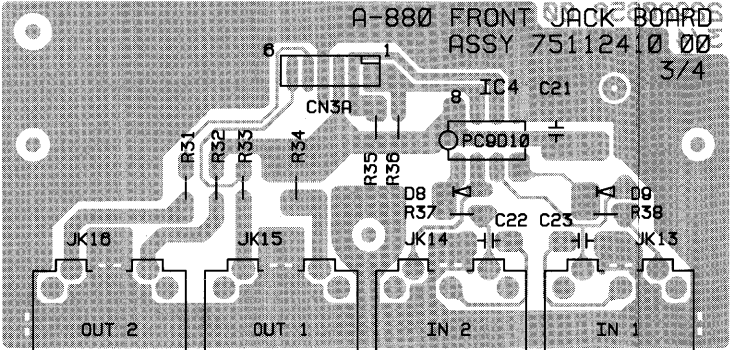 A-880 FRONT JACK BOARD
ASSY 75112410 00
3/4
6
1
CN3A
IC4
8
C21
PC9D10
R31
R32
R33
R34
R35
R36
D8
R37
D9
R38
C22
C23
JK16
JK15
JK14
JK13
OUT 2
OUT 1
IN 2
IN 1